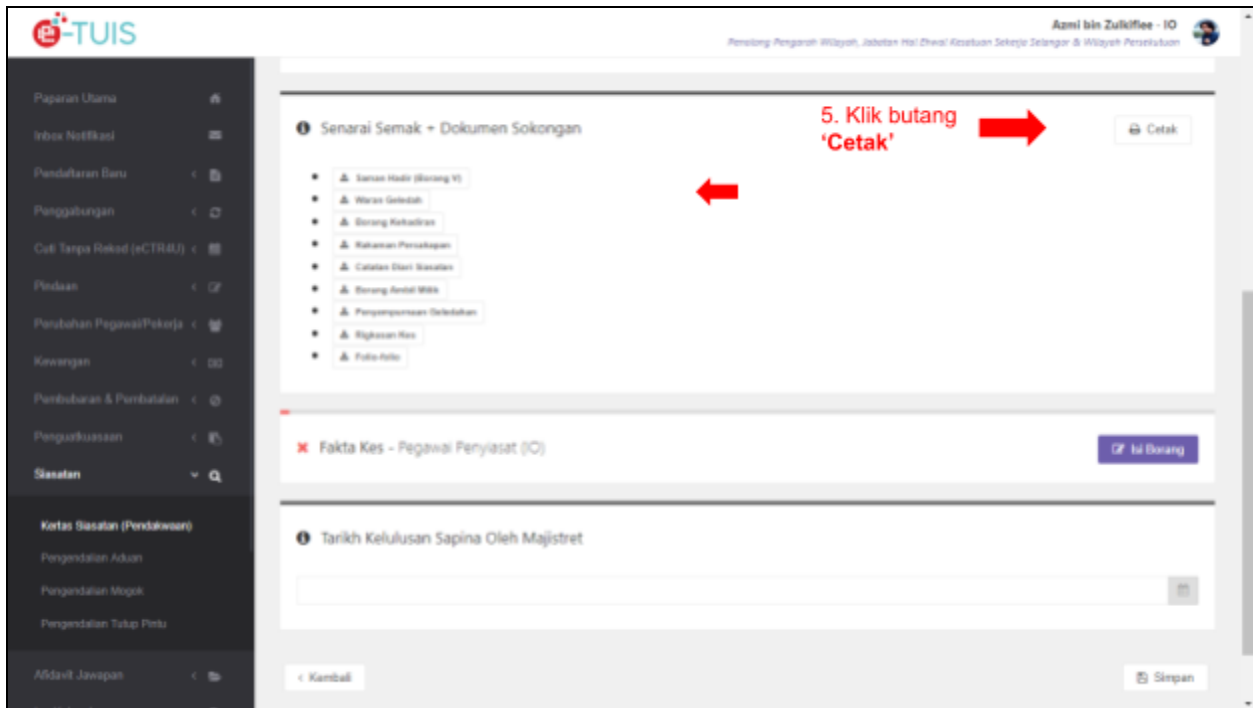 e-TUIS
Azmi bin Zulkiflee - IO
Penolong Pengarah Wilayah, Jabatan Hal Ehwal Kesatuan Sekerja Selangor & Wilayah Persekutuan
Paparan Utama
Inbox Notifikasi
Pendaftaran Baru
Penggabungan
Cuti Tanpa Rekod (eCTR4U)
Pindaan
Perubahan Pegawai/Pekerja
Kewangan
Pembubaran & Pembatalan
Penguatkuasaan
Siasatan
Kertas Siasatan (Pendakwaan)
Pengendalian Aduan
Pengendalian Mogok
Pengendalian Tutup Pintu
Afidavit Jawapan
Senarai Semak + Dokumen Sokongan
5. Klik butang
‘Cetak’
Cetak
Saman Hadir (Borang V)
Waran Geledah
Borang Kehadiran
Rakaman Percakapan
Catatan Diari Siasatan
Borang Ambil Milik
Penyempurnaan Geledahan
Rigkasan Kes
Folio-folio
Fakta Kes - Pegawai Penyiasat (IO)
Isi Borang
Tarikh Kelulusan Sapina Oleh Majistret
< Kembali
Simpan